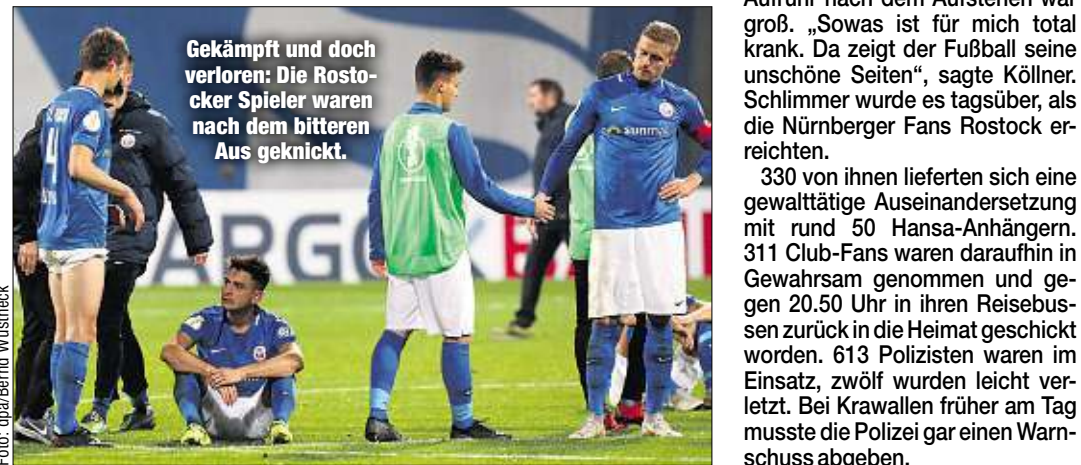 Gekämpft und doch
verloren: Die Rosto-
cker Spieler waren
nach dem bitteren
Aus geknickt.
4
sunmaker
ARGO
Foto: dpa/Bernd Wüstneck
Aufruhr nach dem Aufstehen war
groß. „Sowas ist für mich total
krank. Da zeigt der Fußball seine
unschöne Seiten“, sagte Köllner.
Schlimmer wurde es tagsüber, als
die Nürnberger Fans Rostock er-
reichten.
330 von ihnen lieferten sich eine
gewalttätige Auseinandersetzung
mit rund 50 Hansa-Anhängern.
311 Club-Fans waren daraufhin in
Gewahrsam genommen und ge-
gen 20.50 Uhr in ihren Reisebus-
sen zurück in die Heimat geschickt
worden. 613 Polizisten waren im
Einsatz, zwölf wurden leicht ver-
letzt. Bei Krawallen früher am Tag
musste die Polizei gar einen Warn-
schuss abgeben.